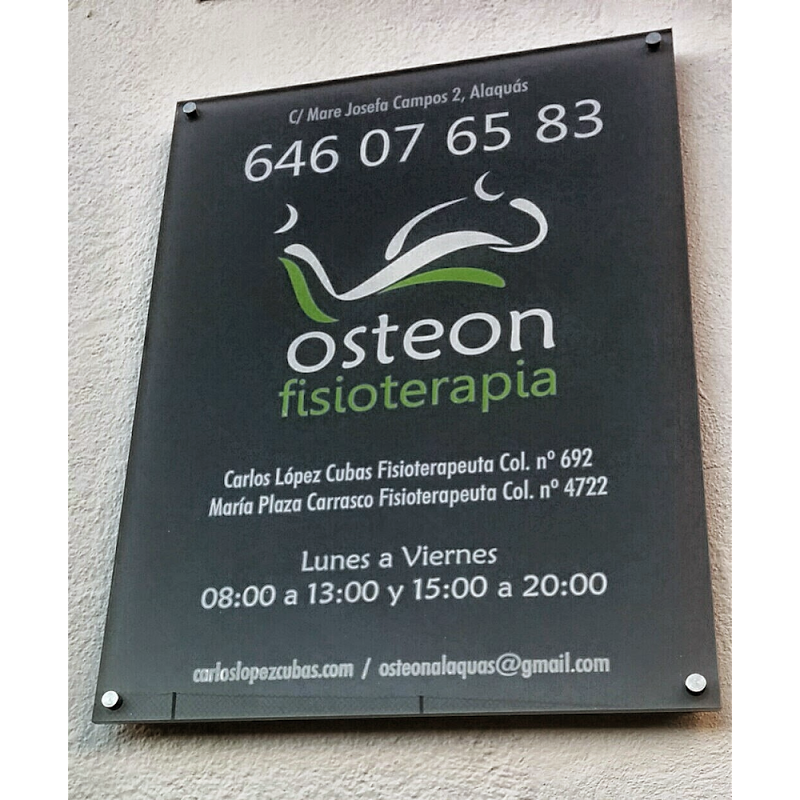 C/ Mare Josefa Campos 2, Alaquás
646 07 65 83
osteon
fisioterapia
Carlos López Cubas Fisioterapeuta Col. nº 692
María Plaza Carrasco Fisioterapeuta Col. nº 4722
Lunes a Viernes
08:00 a 13:00 y 15:00 a 20:00
carloslopezcubas.com / osteonalaquas@gmail.com